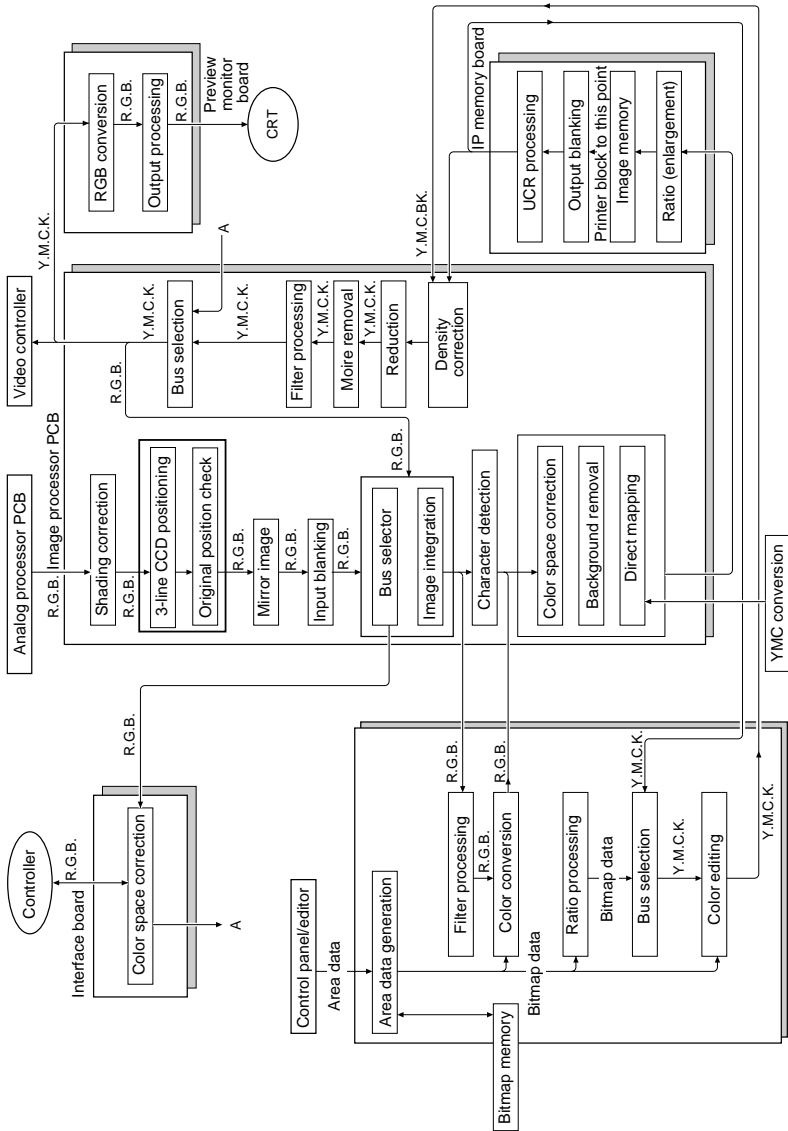 Controller
R.G.B.
Interface board
Color space correction
A
R.G.B.
Control panel/editor
Area data
Area data generation
Bitmap memory
Bitmap data
Filter processing
R.G.B.
Color conversion
R.G.B.
R.G.B.
Ratio processing
Bitmap data
Bus selection
Y.M.C.K.
Y.M.C.K.
Color editing
Y.M.C.K.
Analog processor PCB
R.G.B.
Image processor PCB
Shading correction
R.G.B.
3-line CCD positioning
Original position check
R.G.B.
Mirror image
R.G.B.
Input blanking
R.G.B.
Bus selector
Image integration
R.G.B.
Character detection
Color space correction
Background removal
Direct mapping
YMC conversion
Video controller
Y.M.C.K.
Y.M.C.K.
Bus selection
A
R.G.B.
Y.M.C.K.
Filter processing
Y.M.C.K.
Moire removal
Y.M.C.K.
Reduction
Density
correction
Y.M.C.BK.
RGB conversion
R.G.B.
Output processing
R.G.B.
Preview
monitor
board
CRT
IP memory board
UCR processing
Output blanking
Printer block to this point
Image memory
Ratio (enlargement)